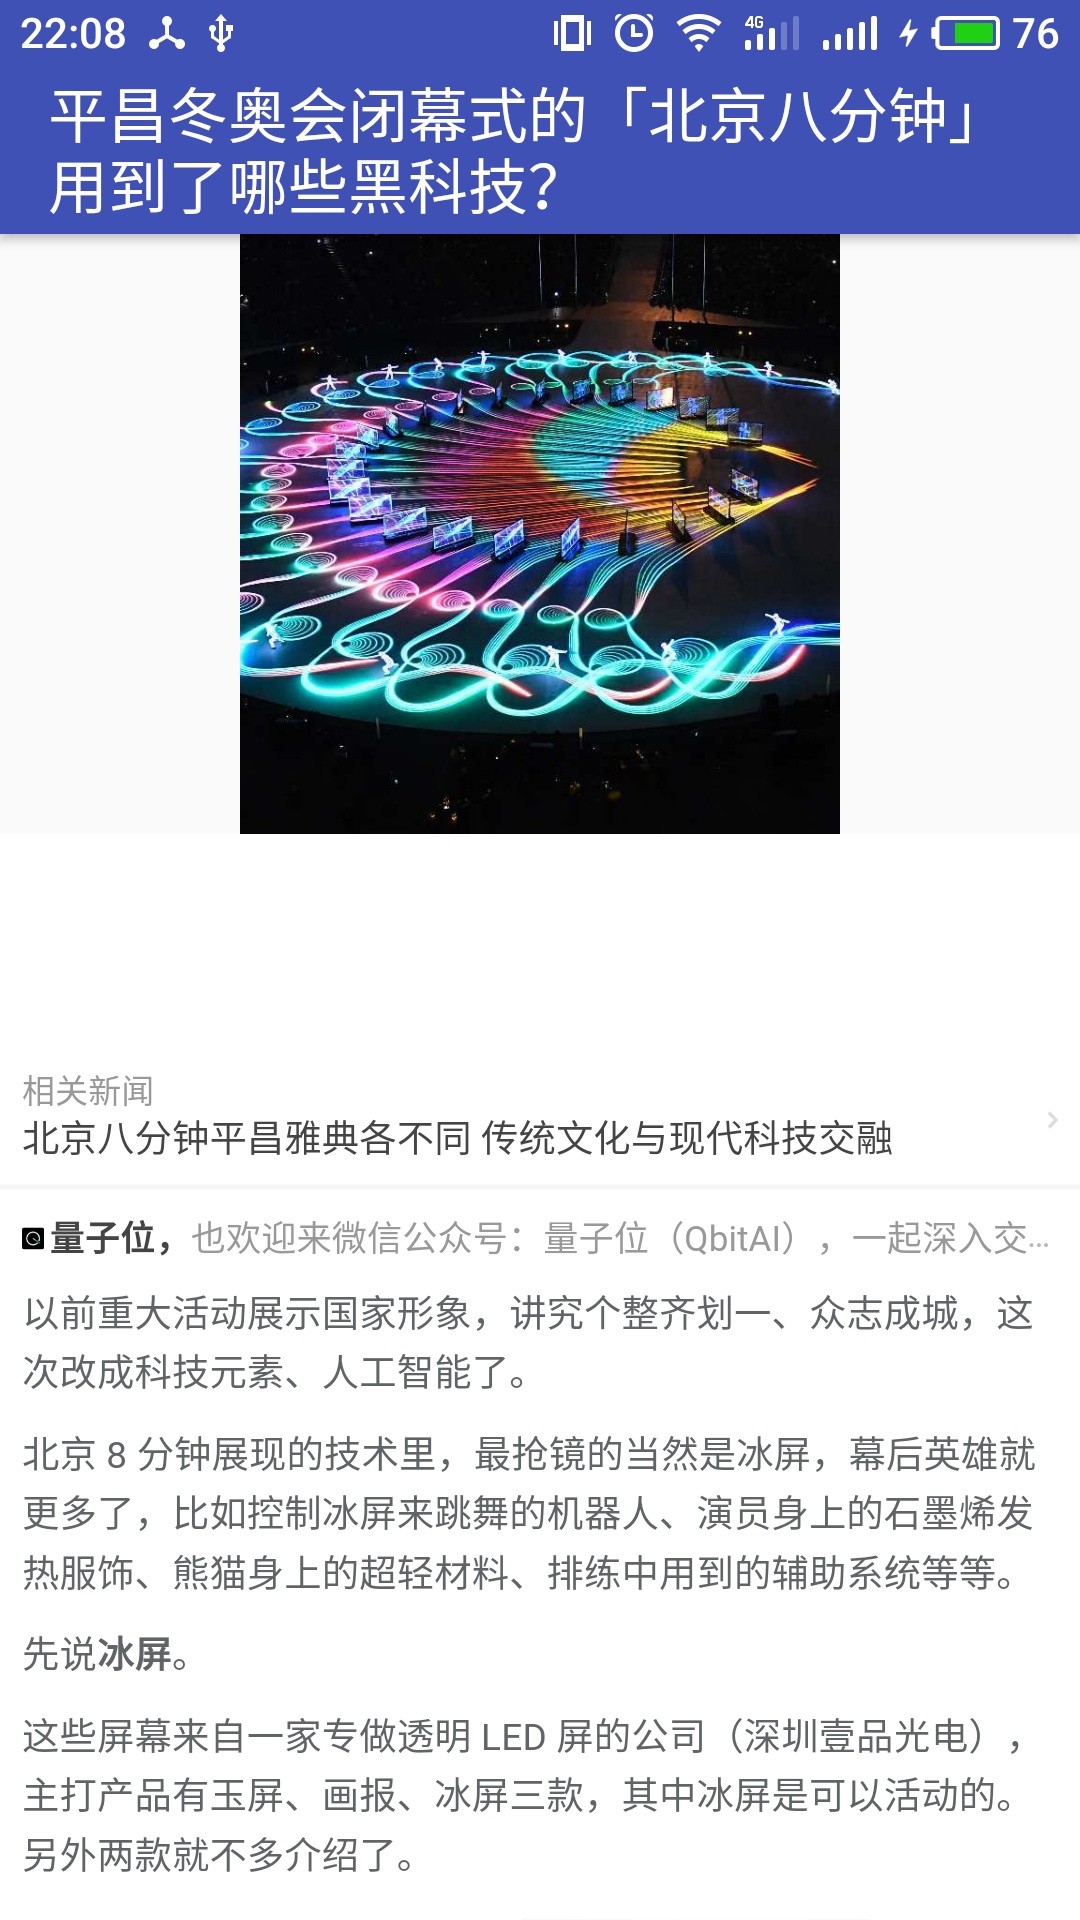 22:08
4G
76
平昌冬奥会闭幕式的「北京八分钟」
用到了哪些黑科技？
相关新闻
北京八分钟平昌雅典各不同 传统文化与现代科技交融
量子位，也欢迎来微信公众号：量子位（QbitAI），一起深入交...
以前重大活动展示国家形象，讲究个整齐划一、众志成城，这
次改成科技元素、人工智能了。
北京 8 分钟展现的技术里，最抢镜的当然是冰屏，幕后英雄就
更多了，比如控制冰屏来跳舞的机器人、演员身上的石墨烯发
热服饰、熊猫身上的超轻材料、排练中用到的辅助系统等等。
先说冰屏。
这些屏幕来自一家专做透明 LED 屏的公司（深圳壹品光电），
主打产品有玉屏、画报、冰屏三款，其中冰屏是可以活动的。
另外两款就不多介绍了。